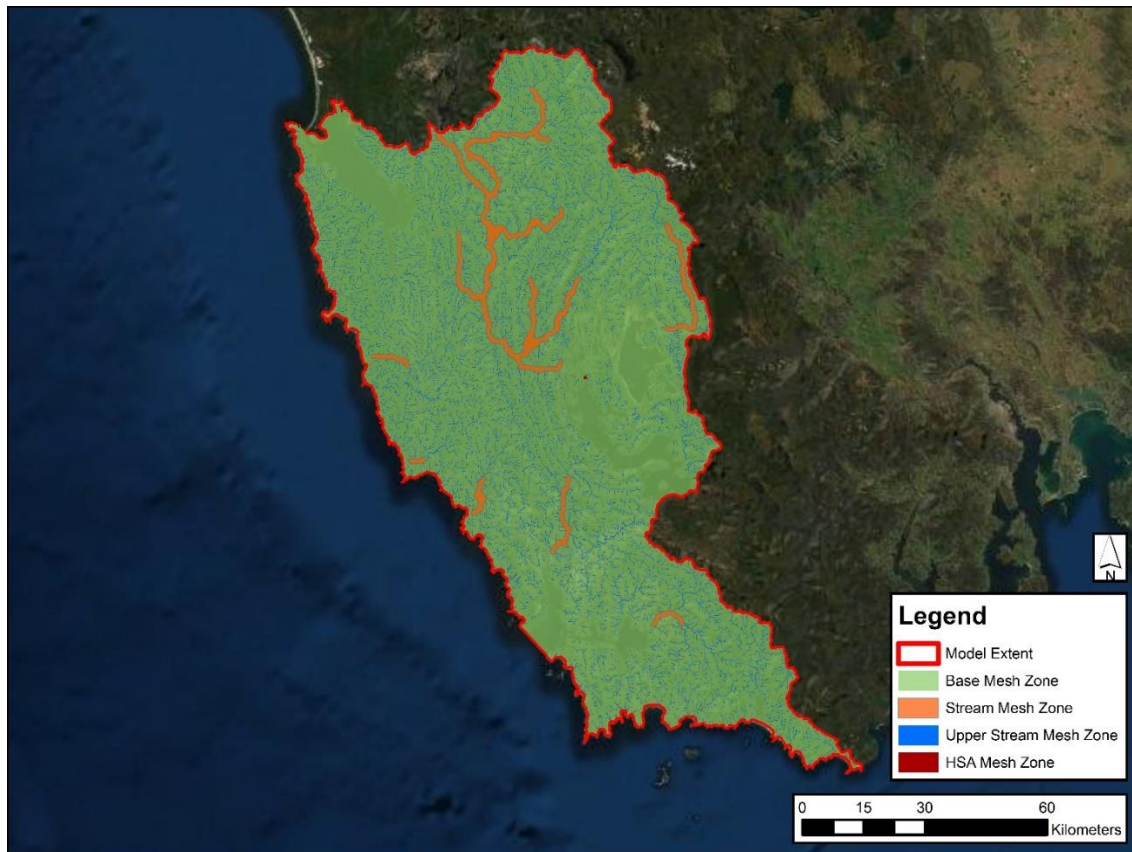 N
Legend
Model Extent
Base Mesh Zone
Stream Mesh Zone
Upper Stream Mesh Zone
HSA Mesh Zone
0 15 30 60
Kilometers